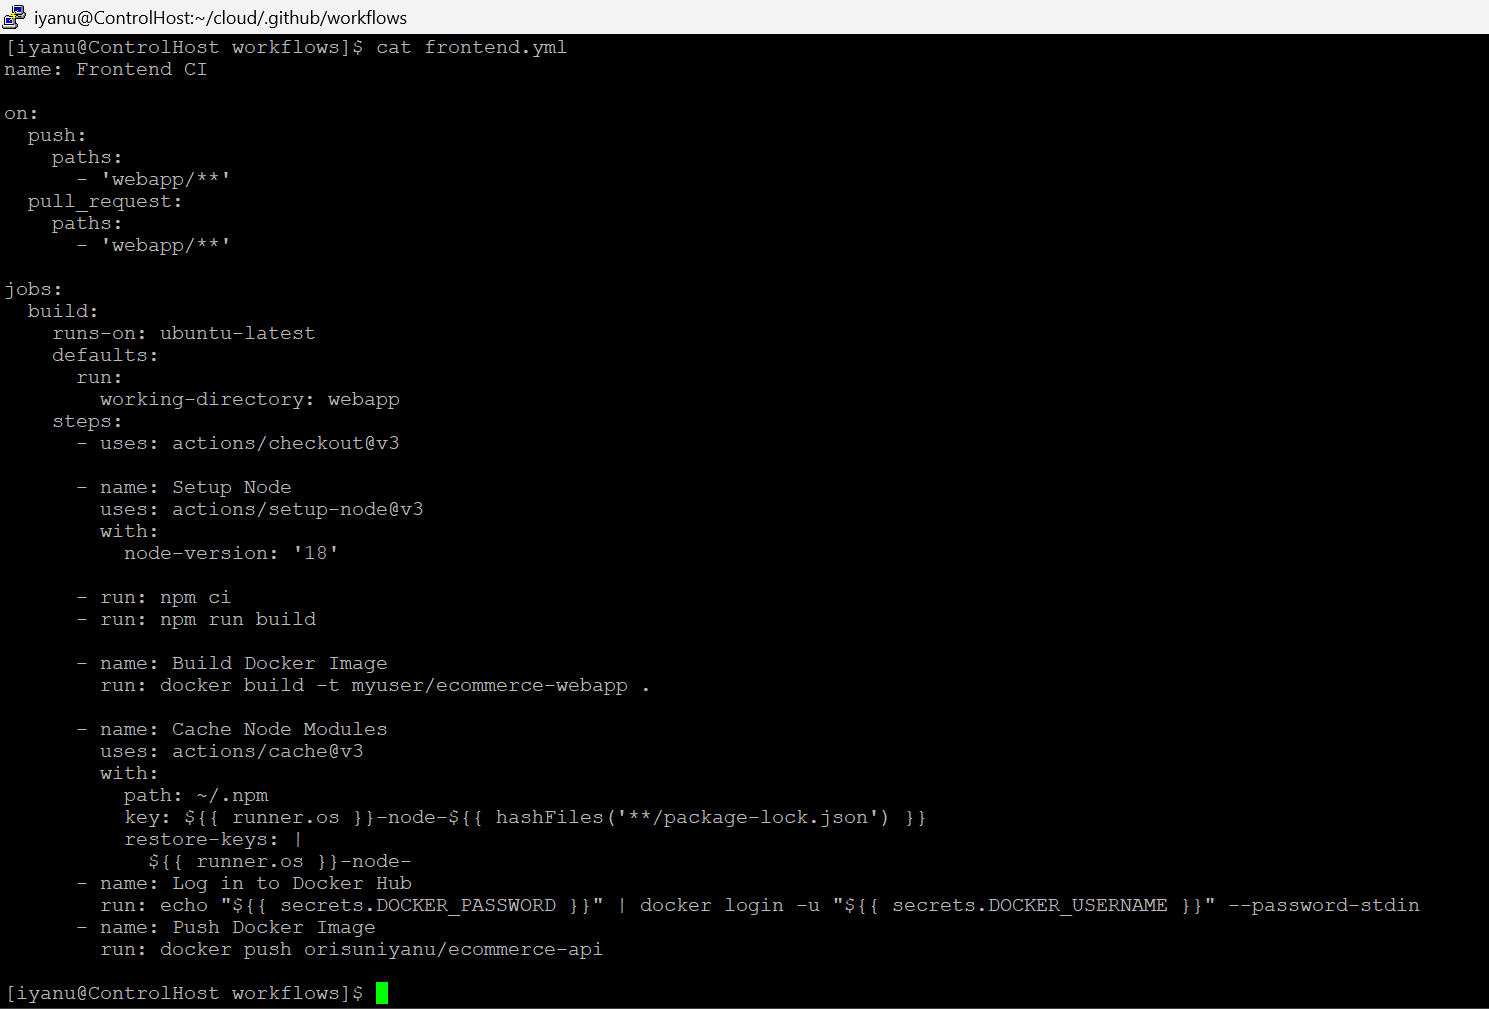 iyanu@ControlHost:~/cloud/.github/workflows
[iyanu@ControlHost workflows]$ cat frontend.yml
name: Frontend CI

on:
  push:
    paths:
      - 'webapp/**'
  pull_request:
    paths:
      - 'webapp/**'

jobs:
  build:
    runs-on: ubuntu-latest
    defaults:
      run:
        working-directory: webapp
    steps:
      - uses: actions/checkout@v3

      - name: Setup Node
        uses: actions/setup-node@v3
        with:
          node-version: '18'

      - run: npm ci
      - run: npm run build

      - name: Build Docker Image
        run: docker build -t myuser/ecommerce-webapp .

      - name: Cache Node Modules
        uses: actions/cache@v3
        with:
          path: ~/.npm
          key: ${{ runner.os }}-node-${{ hashFiles('**/package-lock.json') }}
          restore-keys: |
            ${{ runner.os }}-node-
      - name: Log in to Docker Hub
        run: echo "${{ secrets.DOCKER_PASSWORD }}" | docker login -u "${{ secrets.DOCKER_USERNAME }}" --password-stdin
      - name: Push Docker Image
        run: docker push orisuniyanu/ecommerce-api

[iyanu@ControlHost workflows]$